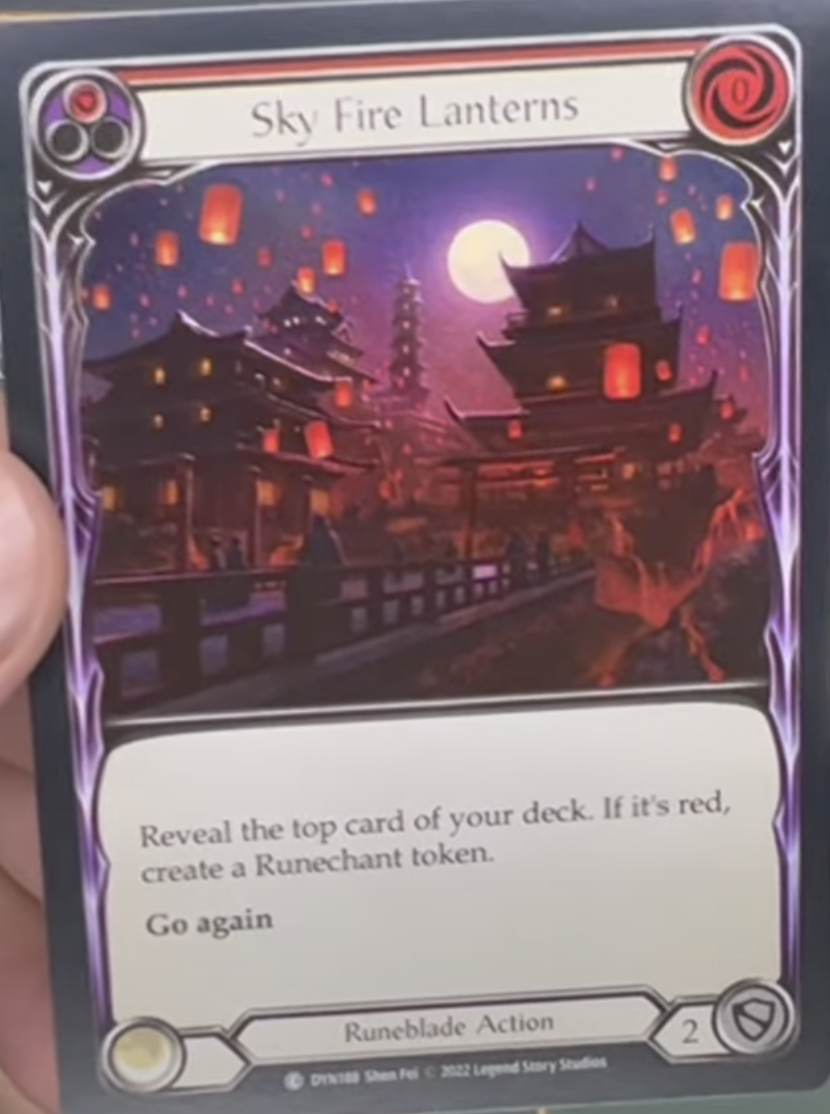 Sky Fire Lanterns
0
Reveal the top card of your deck. If it's red,
create a Runechant token.
Go again
Runeblade Action
2
C DYN188 Shen Fei © 2022 Legend Story Studios